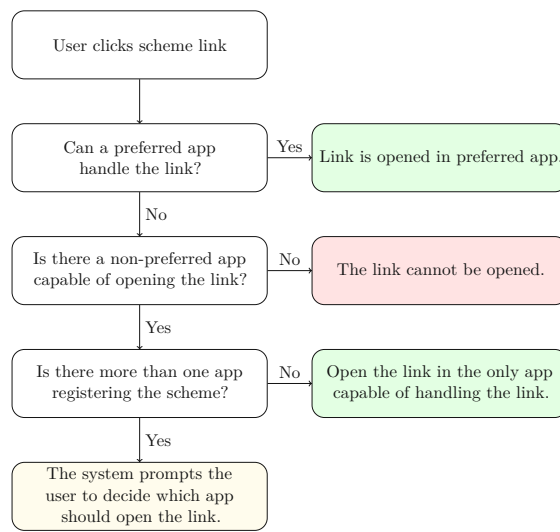 User clicks scheme link
Can a preferred app
handle the link?
Yes
Link is opened in preferred app.
No
Is there a non-preferred app
capable of opening the link?
No
The link cannot be opened.
Yes
Is there more than one app
registering the scheme?
No
Open the link in the only app
capable of handling the link.
Yes
The system prompts the
user to decide which app
should open the link.